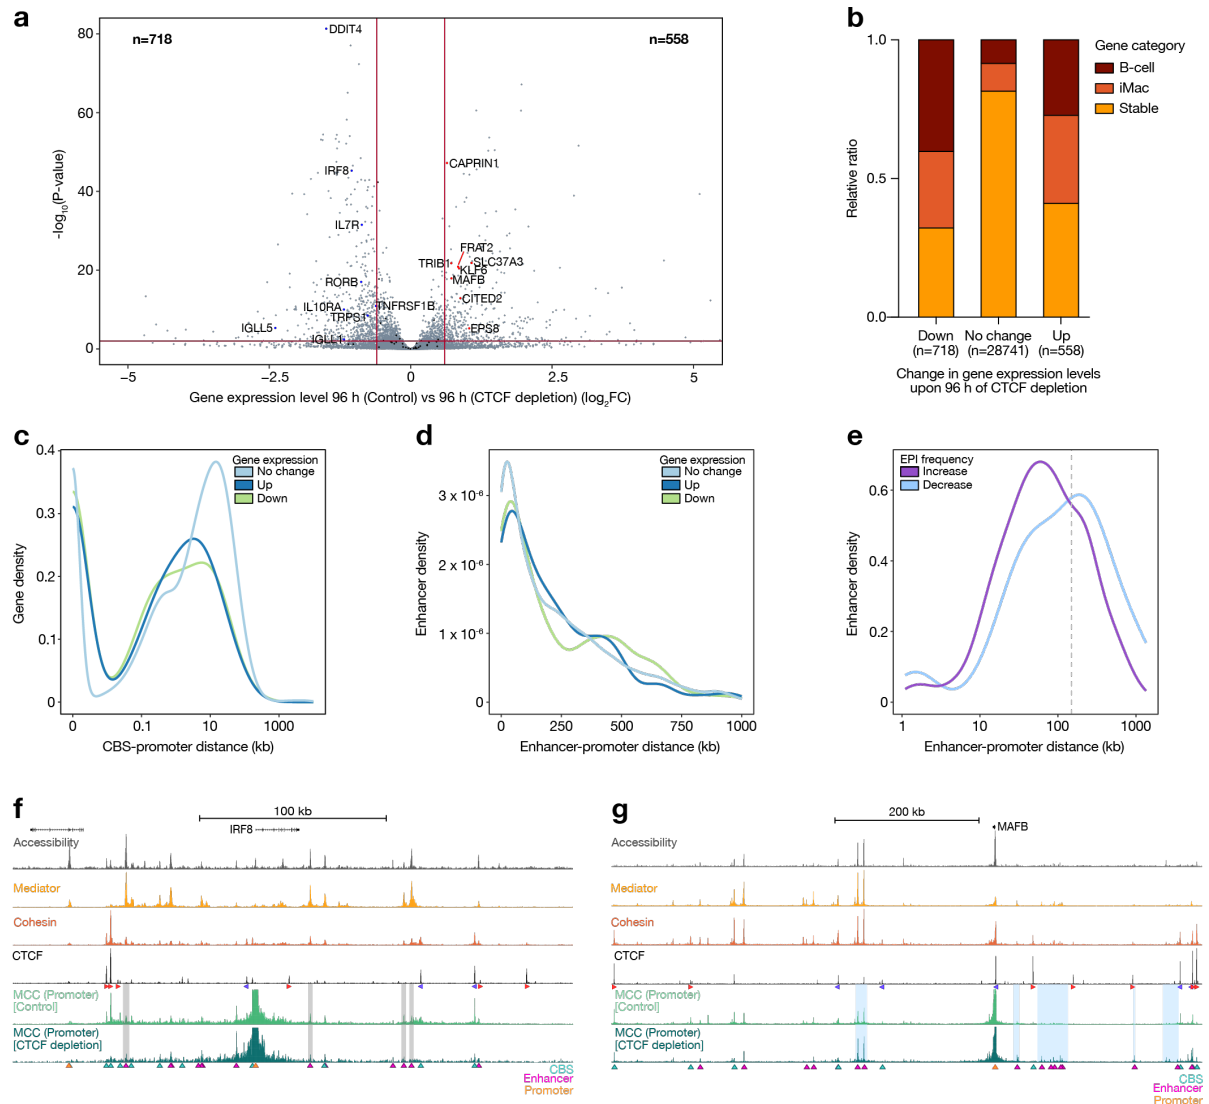 a
n=718
n=558
DDIT4
CAPRIN1
IRF8
IL7R
FRAT2
TRIB1
SLC37A3
KLF6
MAFB
RORB
CITED2
IL10RA
TNFRSF1B
TRPS1
IGLL5
EPS8
IGLL1
80
60
40
20
0
-log10(P-value)
−5
−2.5
0
2.5
5
Gene expression level 96 h (Control) vs 96 h (CTCF depletion) (log2FC)
b
1.0
0.5
0.0
Relative ratio
Gene category
B-cell
iMac
Stable
Down No change Up
(n=718) (n=28741) (n=558)
Change in gene expression levels
upon 96 h of CTCF depletion
c
0.4
0.3
0.2
0.1
0
Gene density
Gene expression
No change
Up
Down
0 0.1 10 1000
CBS-promoter distance (kb)
d
3 x 10-6
2 x 10-6
1 x 10-6
0
Enhancer density
Gene expression
No change
Up
Down
0 250 500 750 1000
Enhancer-promoter distance (kb)
e
0.6
0.4
0.2
0
Enhancer density
EPI frequency
Increase
Decrease
1 10 100 1000
Enhancer-promoter distance (kb)
f
100 kb
IRF8
Accessibility
Mediator
Cohesin
CTCF
MCC (Promoter)
[Control]
MCC (Promoter)
[CTCF depletion]
CBS
Enhancer
Promoter
g
200 kb
MAFB
Accessibility
Mediator
Cohesin
CTCF
MCC (Promoter)
[Control]
MCC (Promoter)
[CTCF depletion]
CBS
Enhancer
Promoter